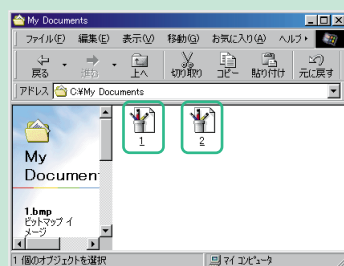 My Documents
ファイル(F) 編集(E) 表示(V) 移動(G) お気に入り(A) ヘルプ
戻る 進む 上へ 切り取り コピー 貼り付け 元に戻す
アドレス C:¥My Documents
1 2
My
Documen
1.bmp
ビットマップ イ
メージ
1 個のオブジェクトを選択 マイ コンピュータ